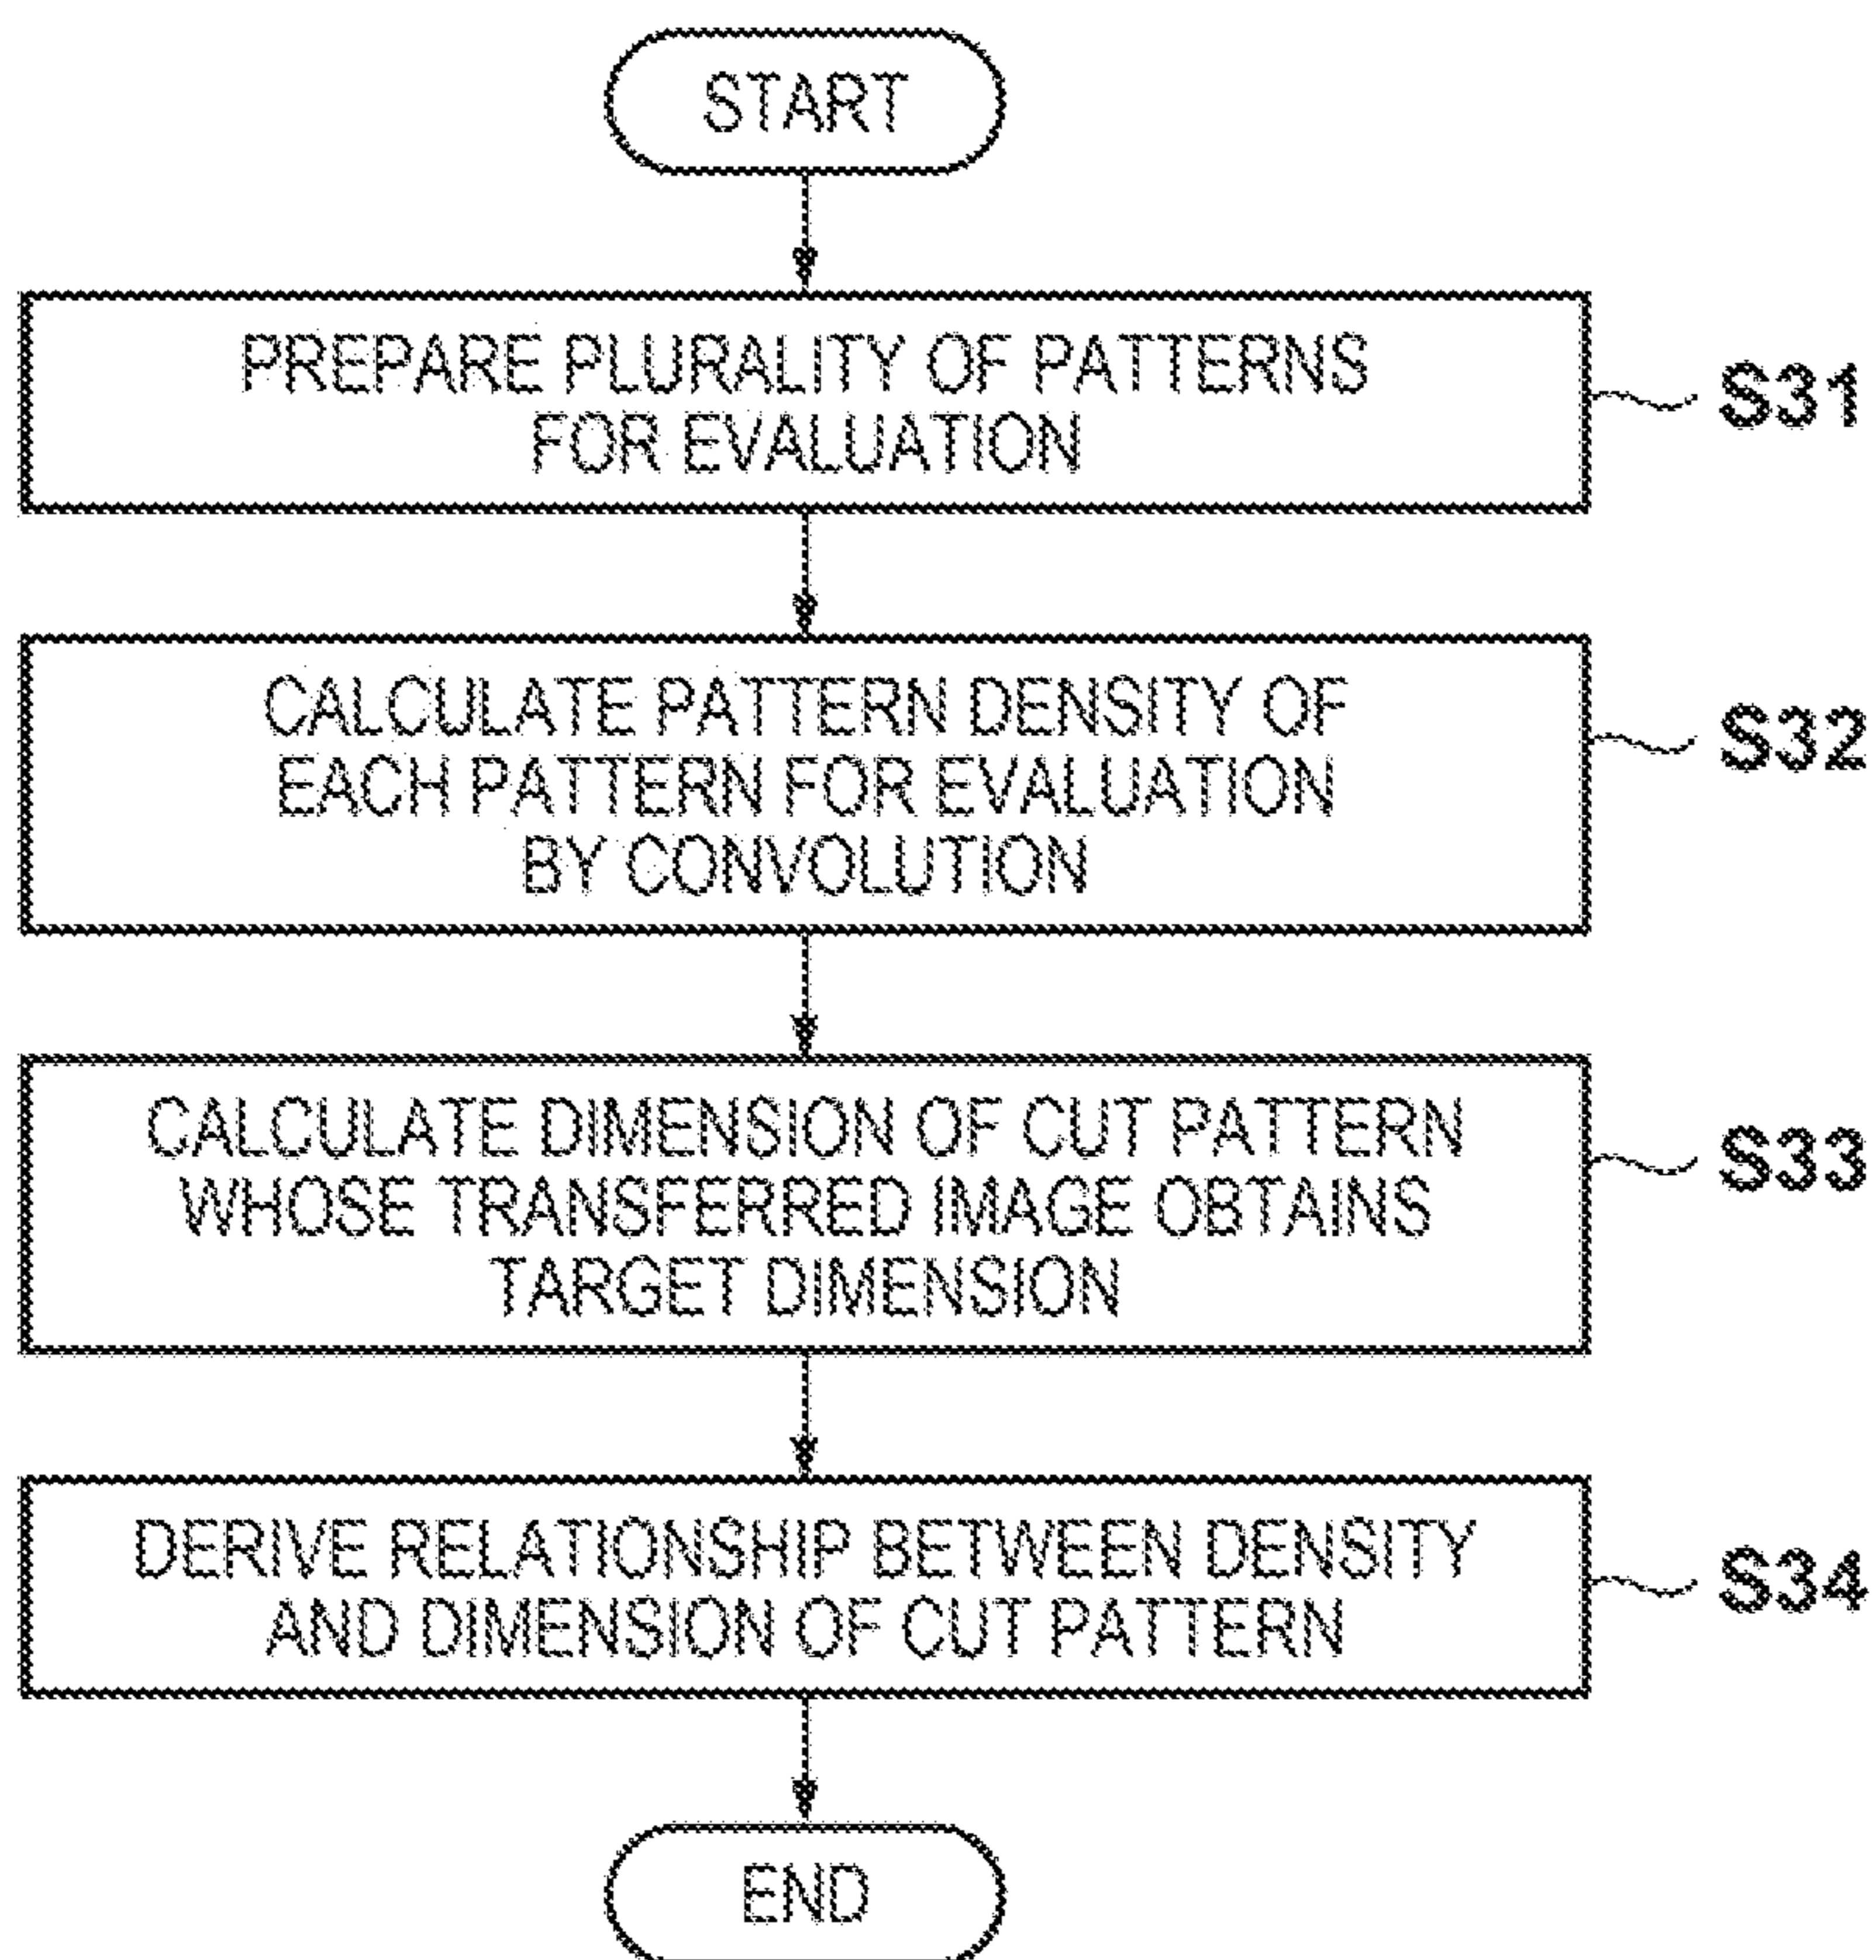 START
PREPARE PLURALITY OF PATTERNS
FOR EVALUATION
S31
CALCULATE PATTERN DENSITY OF
EACH PATTERN FOR EVALUATION
BY CONVOLUTION
S32
CALCULATE DIMENSION OF CUT PATTERN
WHOSE TRANSFERRED IMAGE OBTAINS
TARGET DIMENSION
S33
DERIVE RELATIONSHIP BETWEEN DENSITY
AND DIMENSION OF CUT PATTERN
S34
END